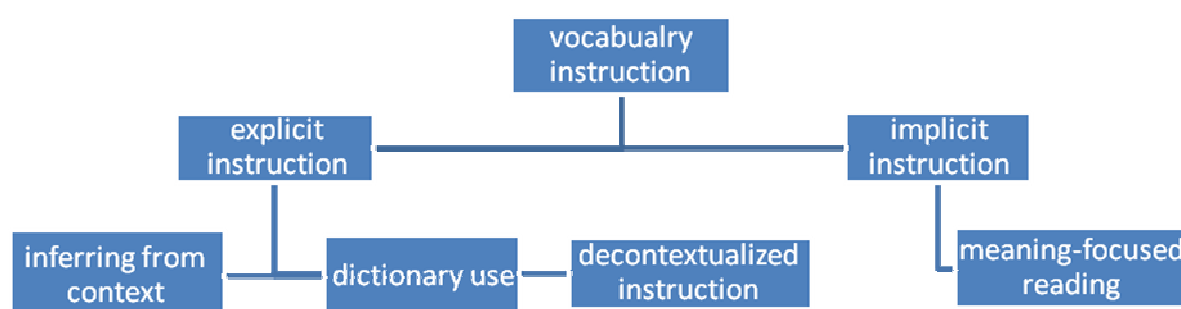 vocabualry
instruction
explicit
instruction
implicit
instruction
inferring from
context
dictionary use
decontextualized
instruction
meaning-focused
reading